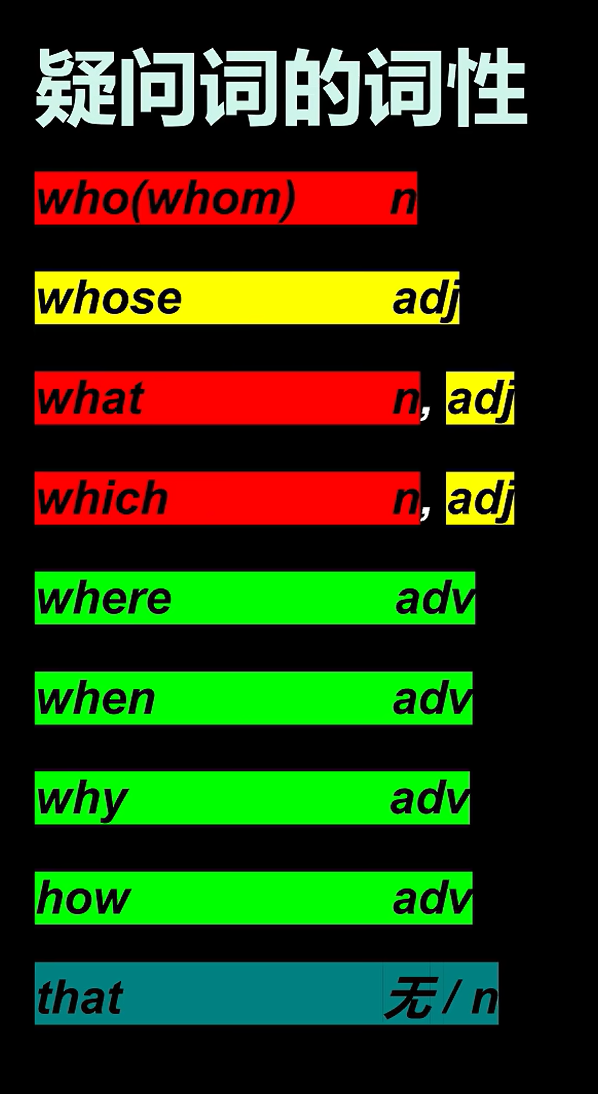 疑问词的词性
who(whom) n
whose adj
what n, adj
which n, adj
where adv
when adv
why adv
how adv
that 无 / n